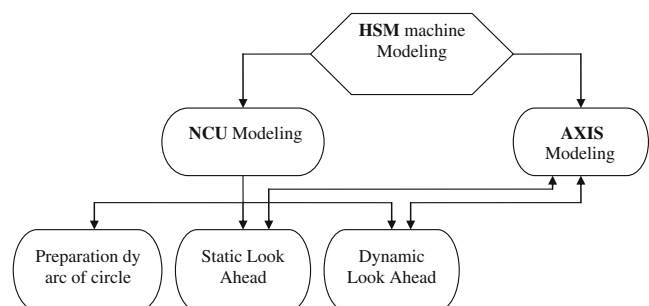 HSM machine
Modeling
NCU Modeling
AXIS
Modeling
Preparation dy
arc of circle
Static Look
Ahead
Dynamic
Look Ahead